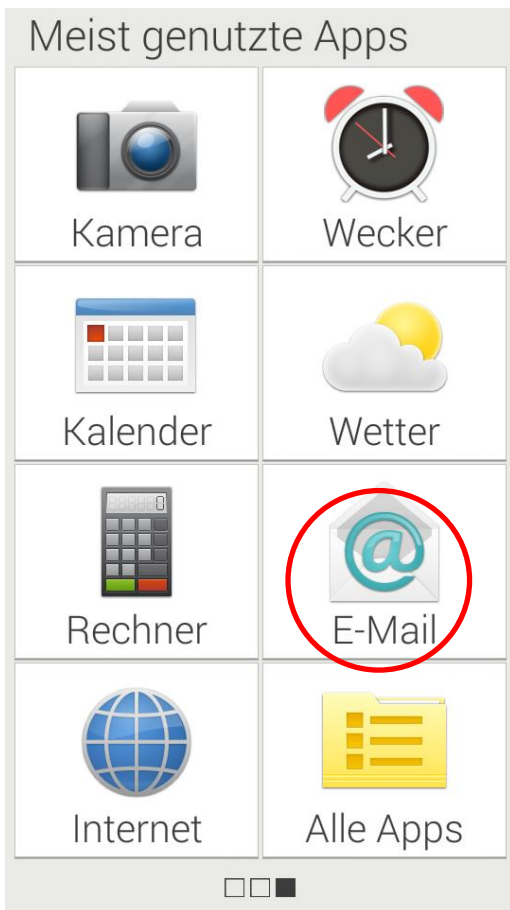 Meist genutzte Apps
Kamera
Wecker
Kalender
Wetter
Rechner
@
E-Mail
Internet
Alle Apps